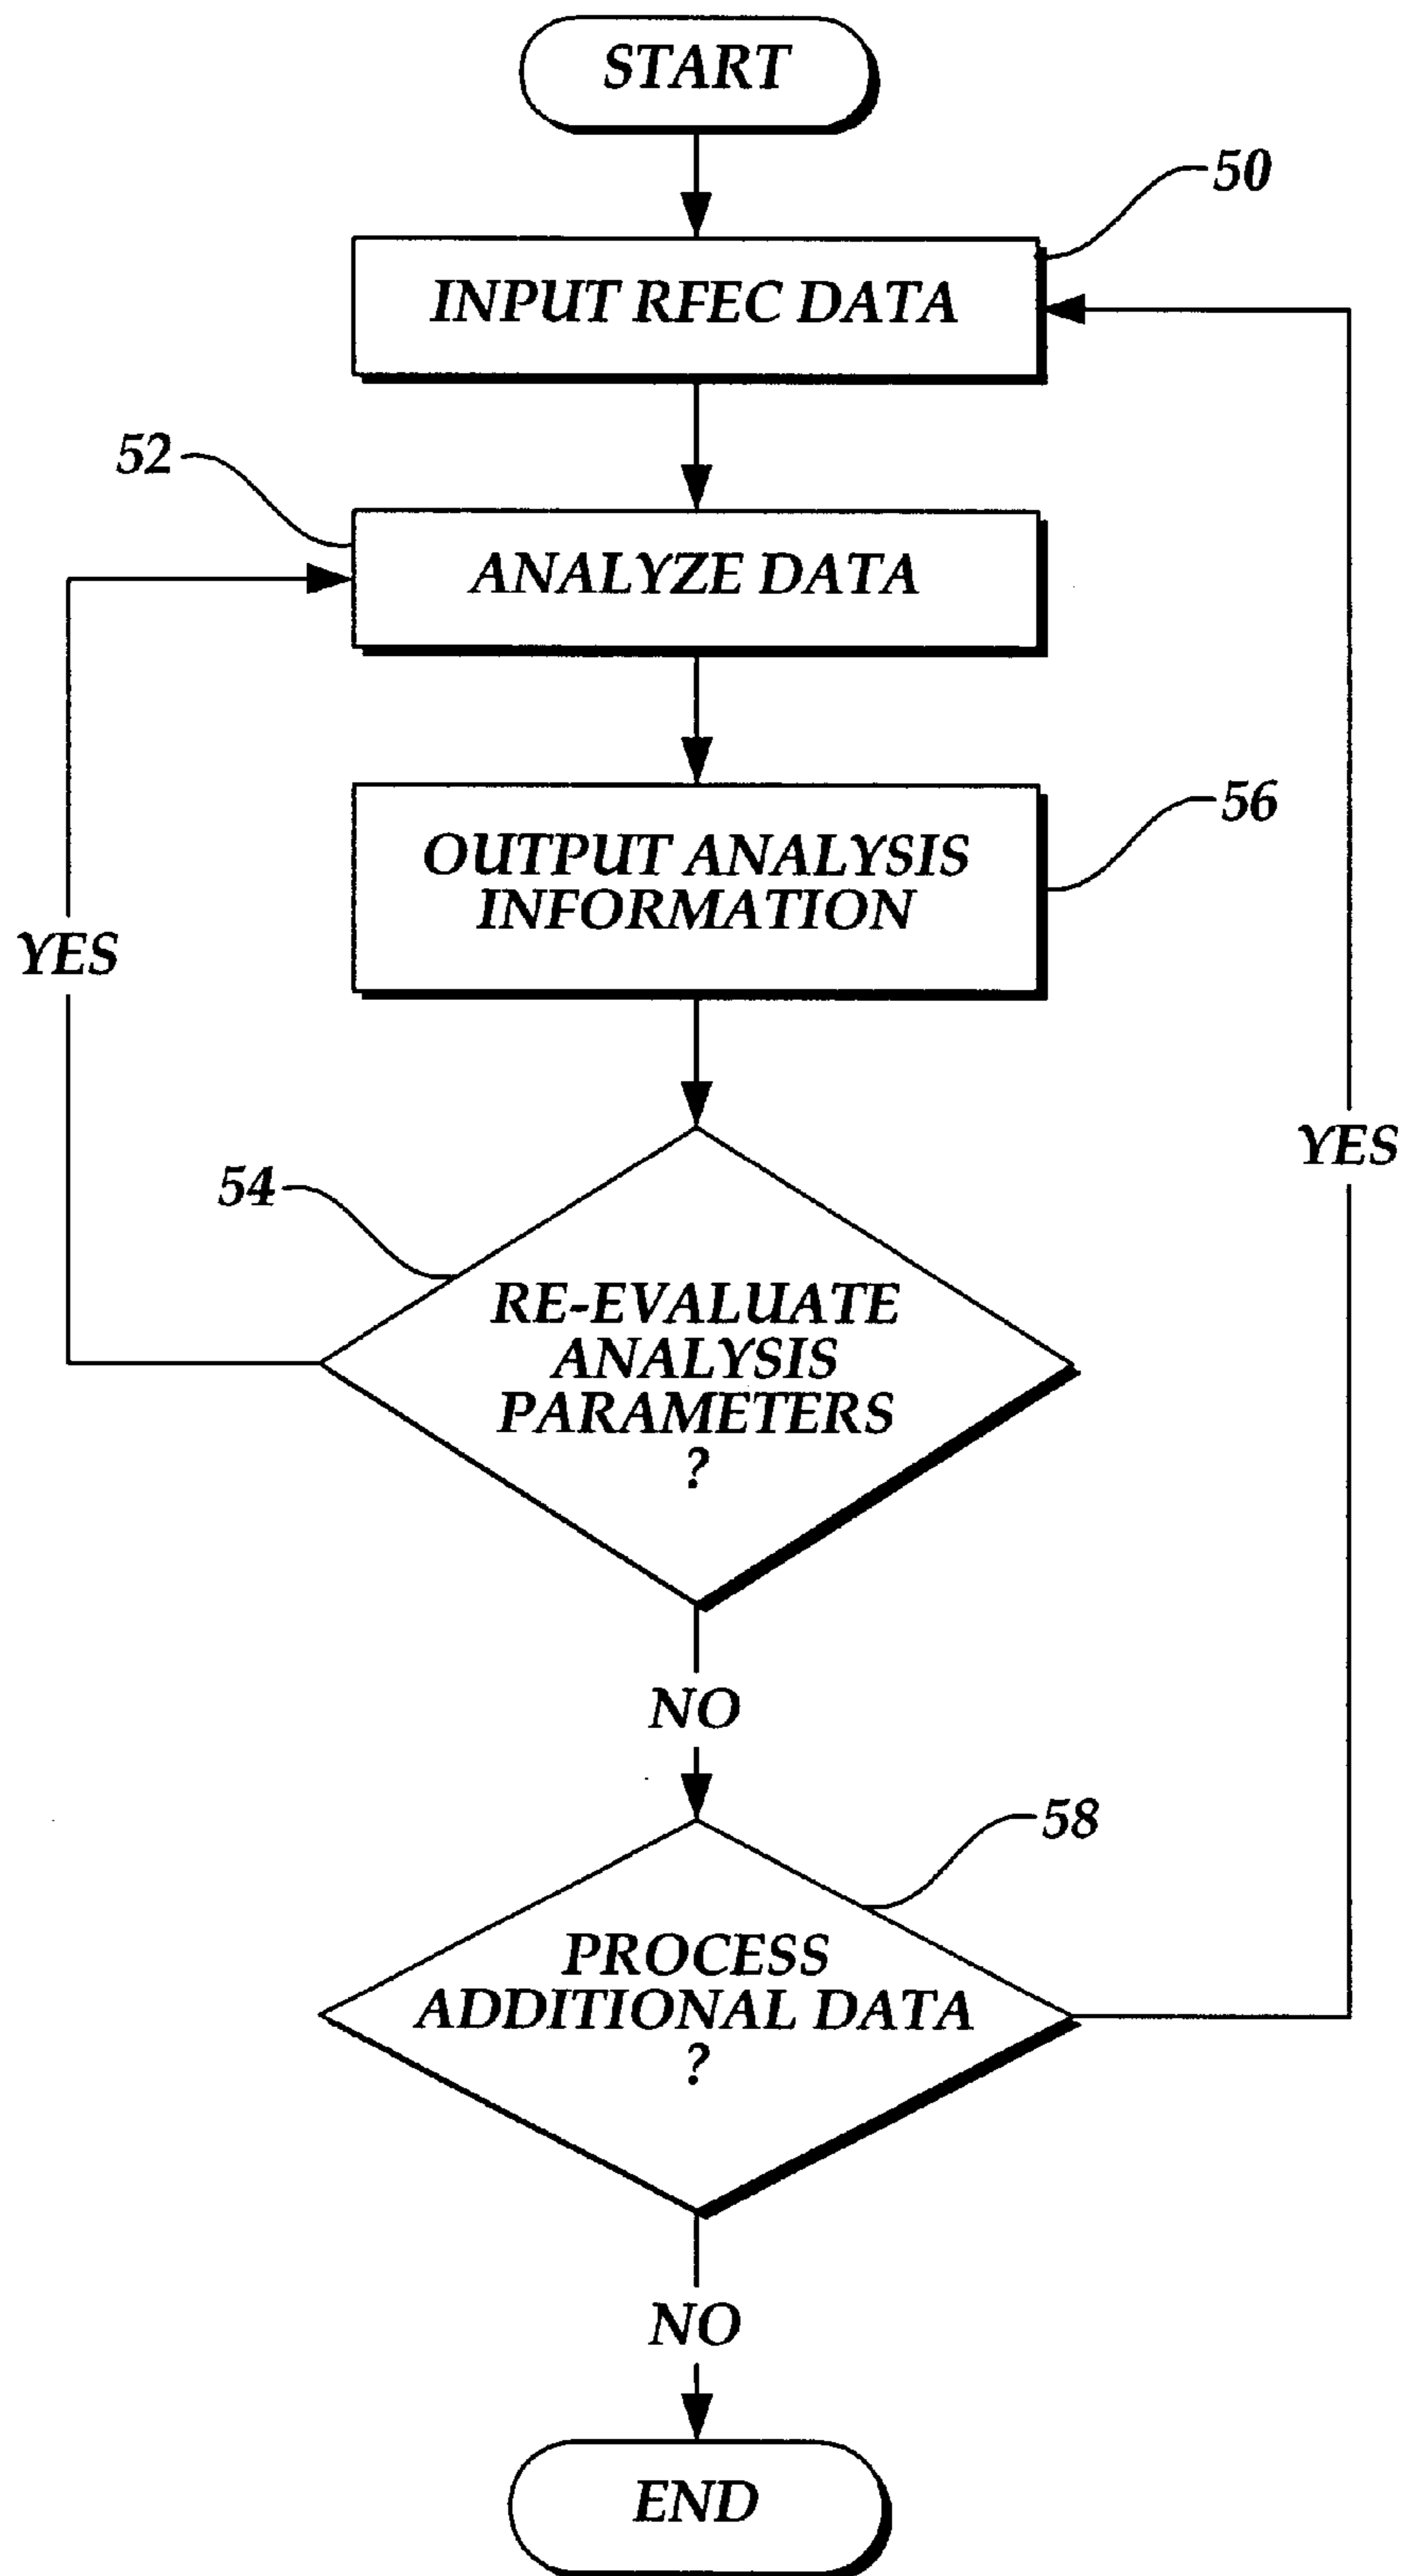 START
50
INPUT RFEC DATA
52
ANALYZE DATA
56
OUTPUT ANALYSIS
INFORMATION
YES
YES
54
RE-EVALUATE
ANALYSIS
PARAMETERS
?
NO
58
PROCESS
ADDITIONAL DATA
?
NO
END